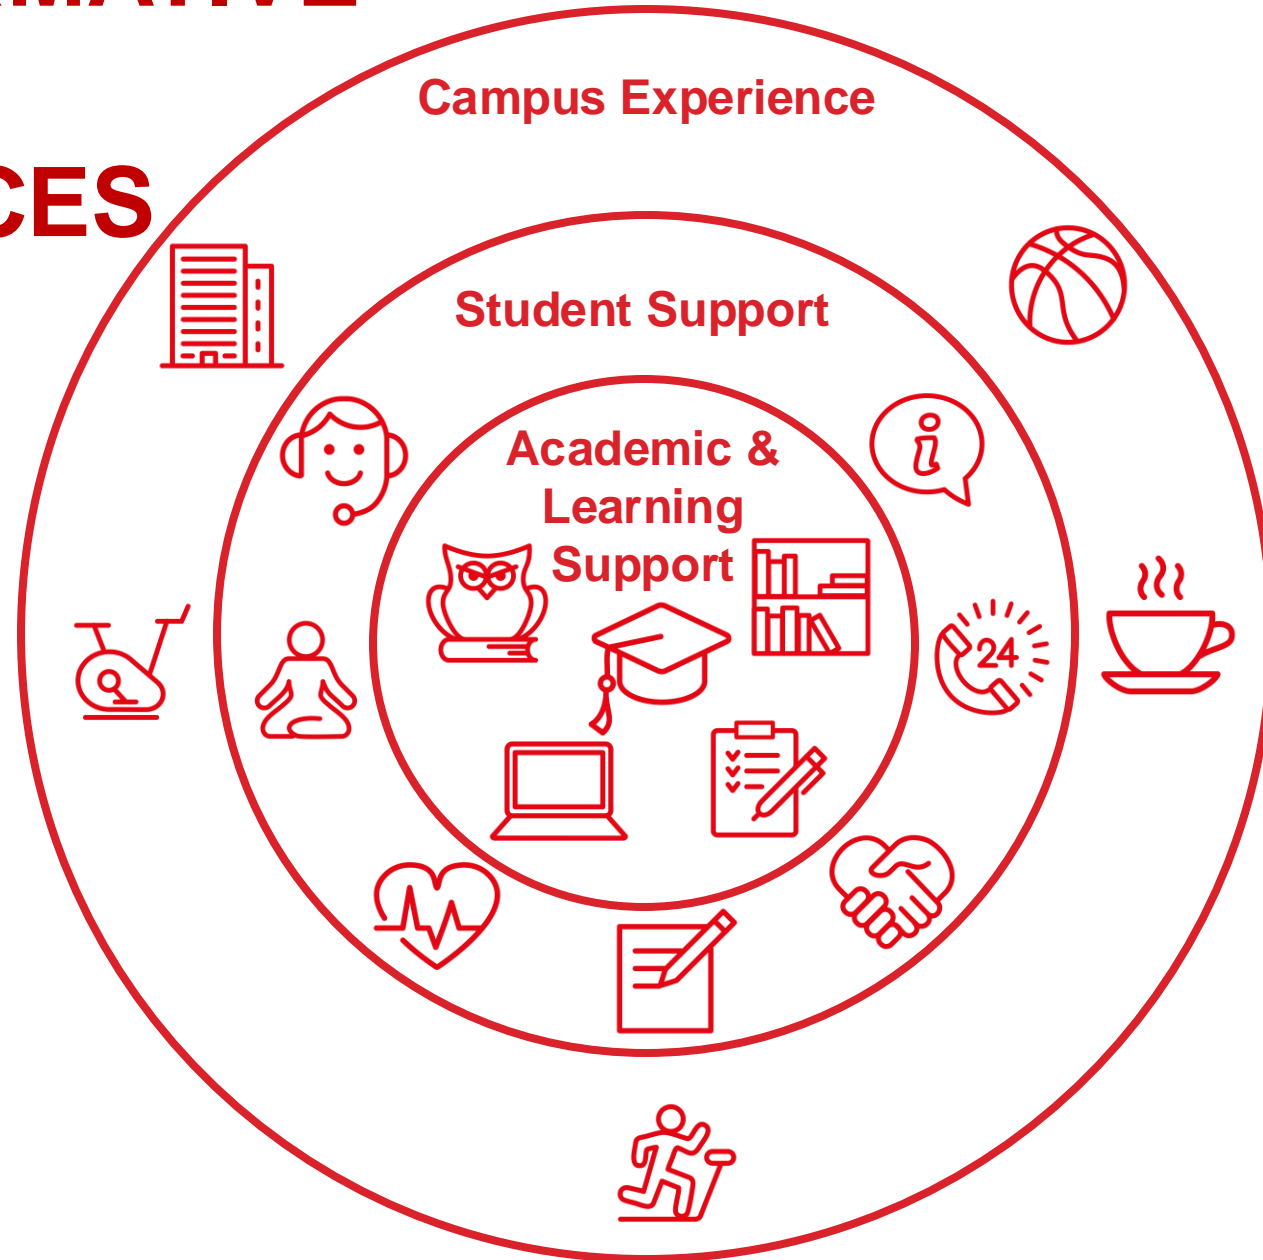 CES
Campus Experience
Student Support
Academic &
Learning
Support
i
24